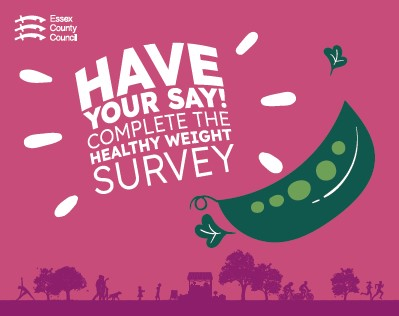 Essex
County
Council
HAVE
YOUR SAY!
COMPLETE THE
HEALTHY WEIGHT
SURVEY